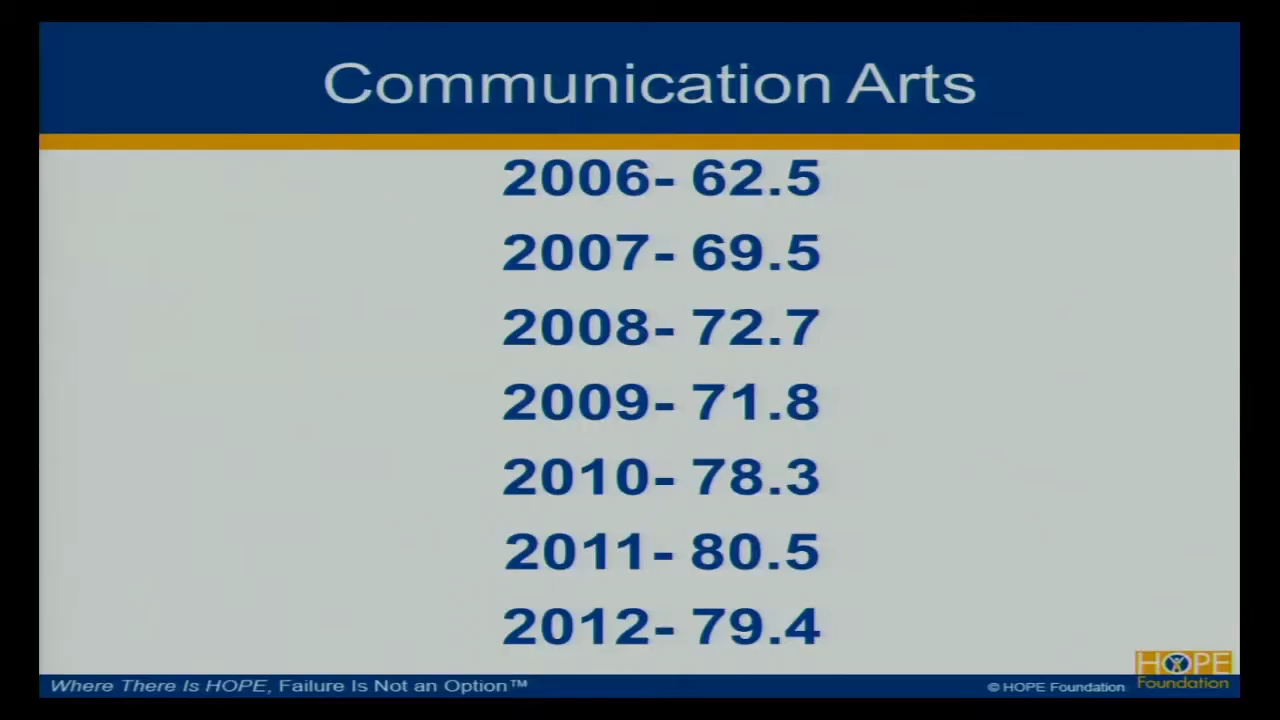 Communication Arts
2006- 62.5
2007- 69.5
2008- 72.7
2009- 71.8
2010- 78.3
2011- 80.5
2012- 79.4
Where There Is HOPE, Failure Is Not an Option™
© HOPE Foundation
HOPE
Foundation